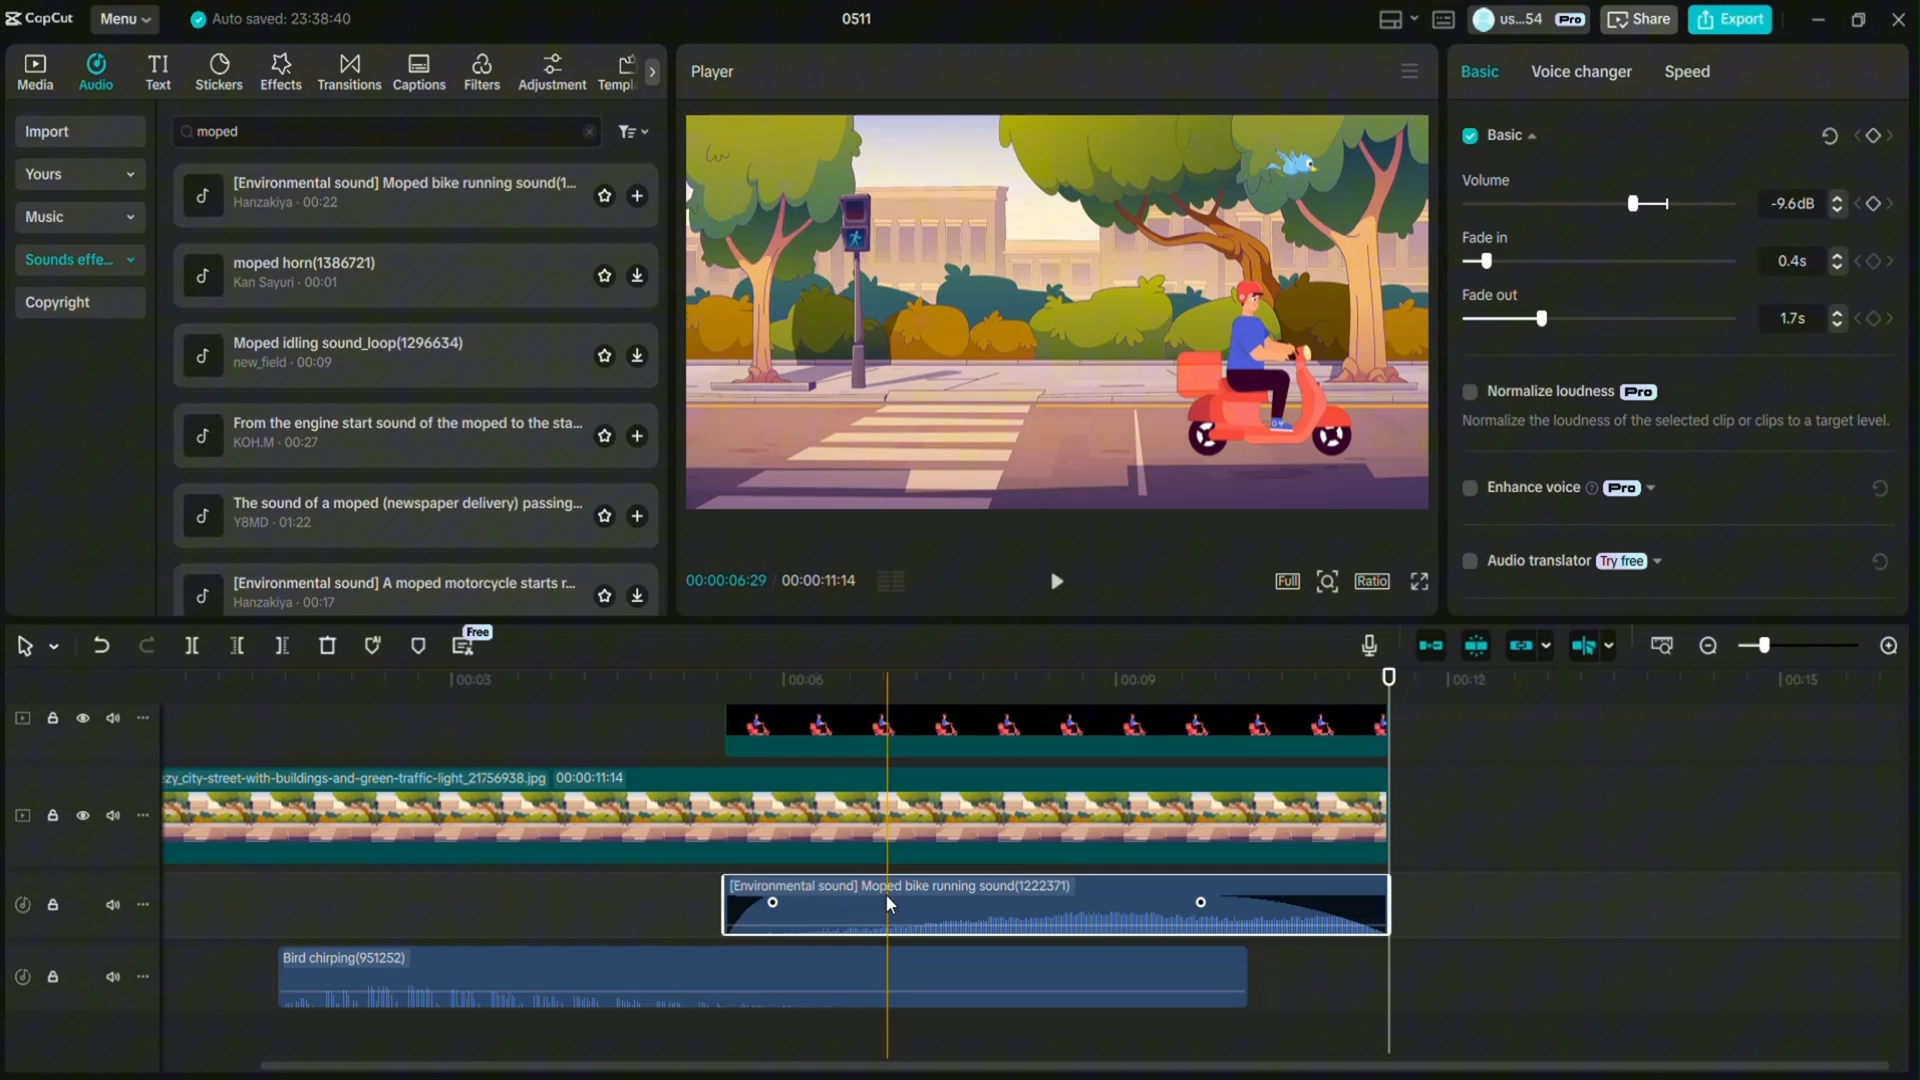 CapCut
Menu
Auto saved: 23:38:40
0511
us...54
Pro
Share
Export
Media
Audio
Text
Stickers
Effects
Transitions
Captions
Filters
Adjustment
Templ
Import
Yours
Music
Sounds effe...
Copyright
moped
[Environmental sound] Moped bike running sound(1...
Hanzakiya · 00:22
moped horn(1386721)
Kan Sayuri · 00:01
Moped idling sound_loop(1296634)
new_field · 00:09
From the engine start sound of the moped to the sta...
KOH.M · 00:27
The sound of a moped (newspaper delivery) passing...
Y8MD · 01:22
[Environmental sound] A moped motorcycle starts r...
Hanzakiya · 00:17
Player
00:00:06:29
00:00:11:14
Full
Ratio
Basic
Voice changer
Speed
Basic
Volume
-9.6dB
Fade in
0.4s
Fade out
1.7s
Normalize loudness
Pro
Normalize the loudness of the selected clip or clips to a target level.
Enhance voice
Pro
Audio translator
Try free
Free
00:03
00:06
00:09
00:12
00:15
zy_city-street-with-buildings-and-green-traffic-light_21756938.jpg
00:00:11:14
[Environmental sound] Moped bike running sound(1222371)
Bird chirping(951252)